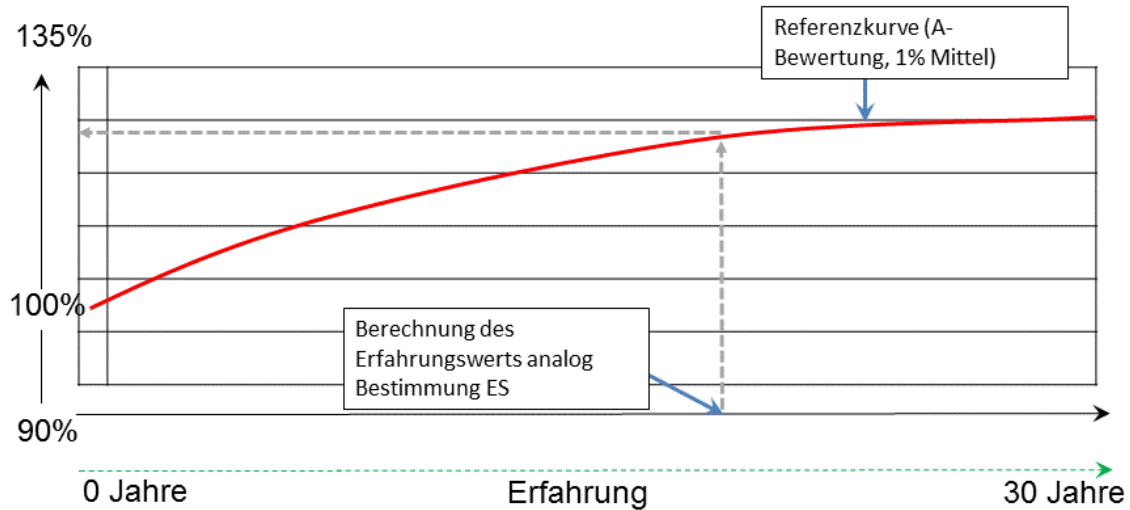 135%
Referenzkurve (A-
Bewertung, 1% Mittel)
100%
Berechnung des
Erfahrungswerts analog
Bestimmung ES
90%
0 Jahre
Erfahrung
30 Jahre